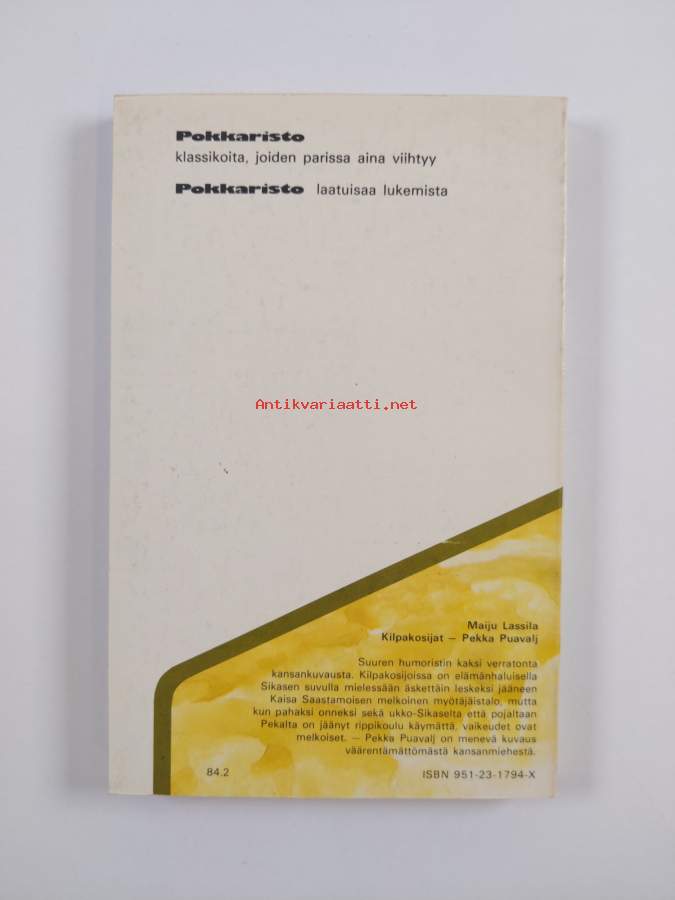 Pokkaristo
klassikoita, joiden parissa aina viihtyy
Pokkaristo laatuisaa lukemista
Antikvariaatti.net
Maiju Lassila
Kilpakosijat — Pekka Puavalj
Suuren humoristin kaksi verratonta
kansankuvausta. Kilpakosijoissa on elämänhaluisella
Sikasen suvulla mielessään äskettäin leskeksi jääneen
Kaisa Saastamoisen melkoinen myötäjäistalo, mutta
kun pahaksi onneksi sekä ukko-Sikaselta että pojaltaan
Pekalta on jäänyt rippikoulu käymättä, vaikeudet ovat
melkoiset. — Pekka Puavalj on menevä kuvaus
väärentämättömästä kansanmiehestä.
84.2 ISBN 951-23-1794-X